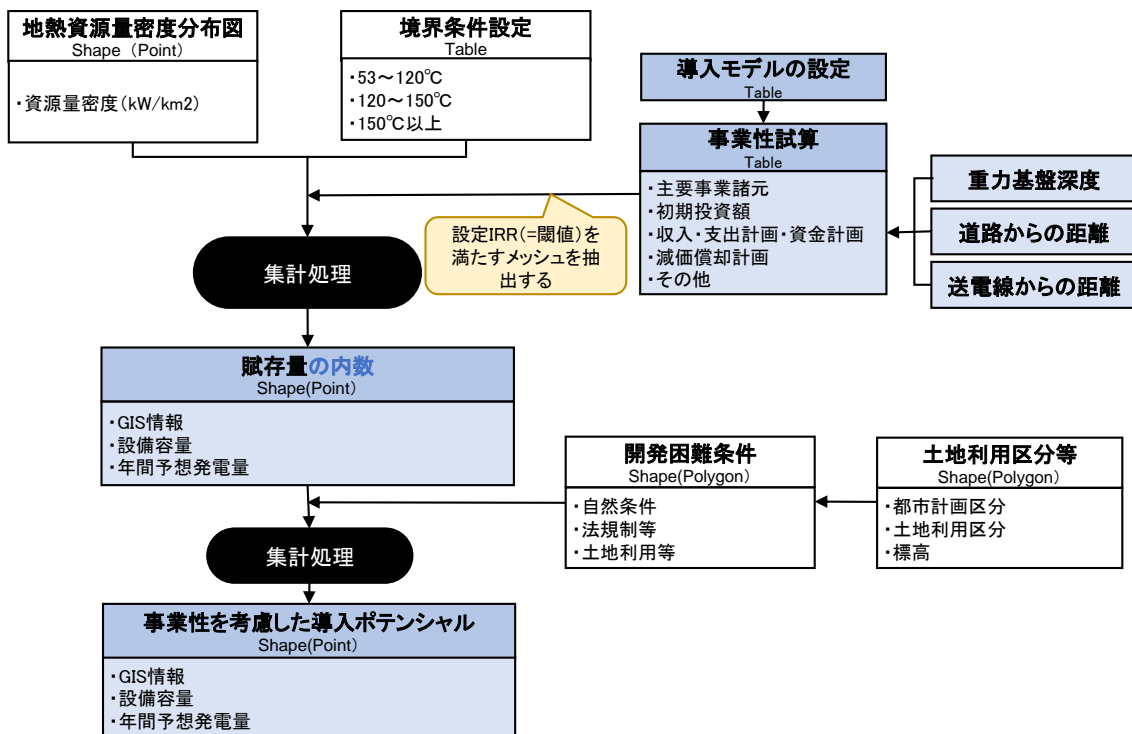 地熱資源量密度分布図
Shape（Point）
・資源量密度（kW/km2）
境界条件設定
Table
・53～120℃
・120～150℃
・150℃以上
導入モデルの設定
Table
事業性試算
Table
・主要事業諸元
・初期投資額
・収入・支出計画・資金計画
・減価償却計画
・その他
重力基盤深度
道路からの距離
送電線からの距離
設定IRR（=閾値）を
満たすメッシュを抽
出する
集計処理
賦存量の内数
Shape(Point）
・GIS情報
・設備容量
・年間予想発電量
開発困難条件
Shape(Polygon）
・自然条件
・法規制等
・土地利用等
土地利用区分等
Shape(Polygon）
・都市計画区分
・土地利用区分
・標高
集計処理
事業性を考慮した導入ポテンシャル
Shape(Point）
・GIS情報
・設備容量
・年間予想発電量